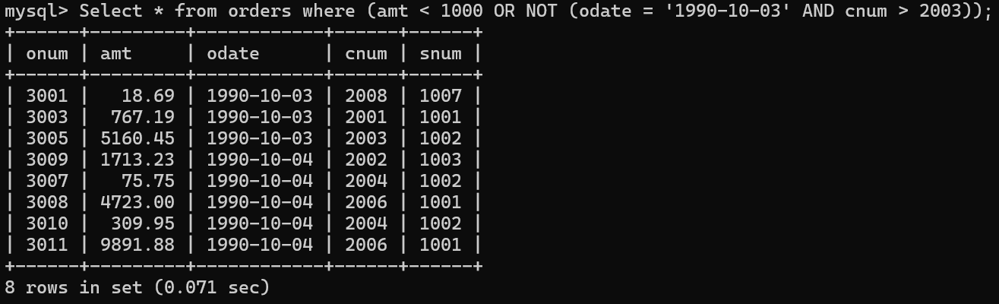 mysql> Select * from orders where (amt < 1000 OR NOT (odate = '1990-10-03' AND cnum > 2003));
+------+---------+------------+------+------+
| onum | amt     | odate      | cnum | snum |
+------+---------+------------+------+------+
| 3001 |   18.69 | 1990-10-03 | 2008 | 1007 |
| 3003 |  767.19 | 1990-10-03 | 2001 | 1001 |
| 3005 | 5160.45 | 1990-10-03 | 2003 | 1002 |
| 3009 | 1713.23 | 1990-10-04 | 2002 | 1003 |
| 3007 |   75.75 | 1990-10-04 | 2004 | 1002 |
| 3008 | 4723.00 | 1990-10-04 | 2006 | 1001 |
| 3010 |  309.95 | 1990-10-04 | 2004 | 1002 |
| 3011 | 9891.88 | 1990-10-04 | 2006 | 1001 |
+------+---------+------------+------+------+
8 rows in set (0.071 sec)